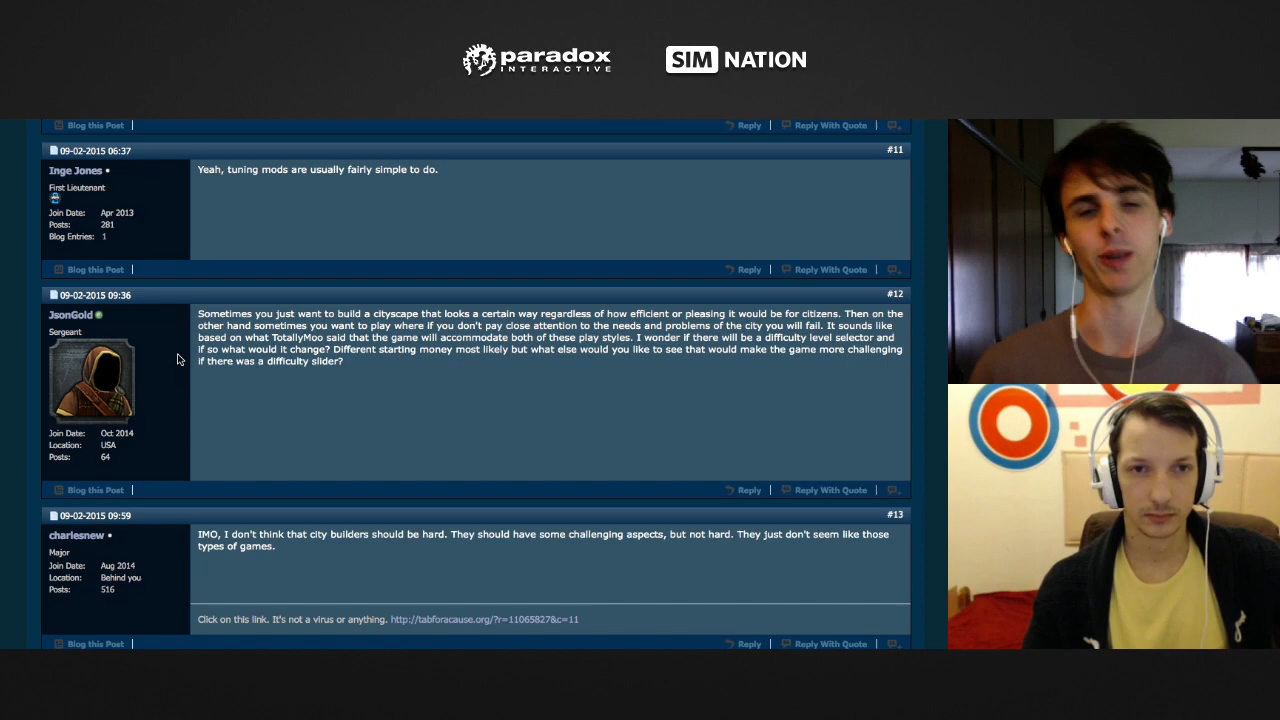 paradox
INTERACTIVE
SIM NATION
Blog this Post |
Reply | Reply With Quote |
09-02-2015 06:37
#11
Inge Jones
First Lieutenant
Join Date: Apr 2013
Posts: 281
Blog Entries: 1
Yeah, tuning mods are usually fairly simple to do.
Blog this Post |
Reply | Reply With Quote |
09-02-2015 09:36
#12
JsonGold
Sergeant
Join Date: Oct 2014
Location: USA
Posts: 64
Sometimes you just want to build a cityscape that looks a certain way regardless of how efficient or pleasing it would be for citizens. Then on the
other hand sometimes you want to play where if you don't pay close attention to the needs and problems of the city you will fail. It sounds like
based on what TotallyMoo said that the game will accommodate both of these play styles. I wonder if there will be a difficulty level selector and
if so what would it change? Different starting money most likely but what else would you like to see that would make the game more challenging
if there was a difficulty slider?
Blog this Post |
Reply | Reply With Quote |
09-02-2015 09:59
#13
charlesnew
Major
Join Date: Aug 2014
Location: Behind you
Posts: 516
IMO, I don't think that city builders should be hard. They should have some challenging aspects, but not hard. They just don't seem like those
types of games.
Click on this link. It's not a virus or anything. http://tabforacause.org/?r=11065827&c=11
Blog this Post |
Reply | Reply With Quote |